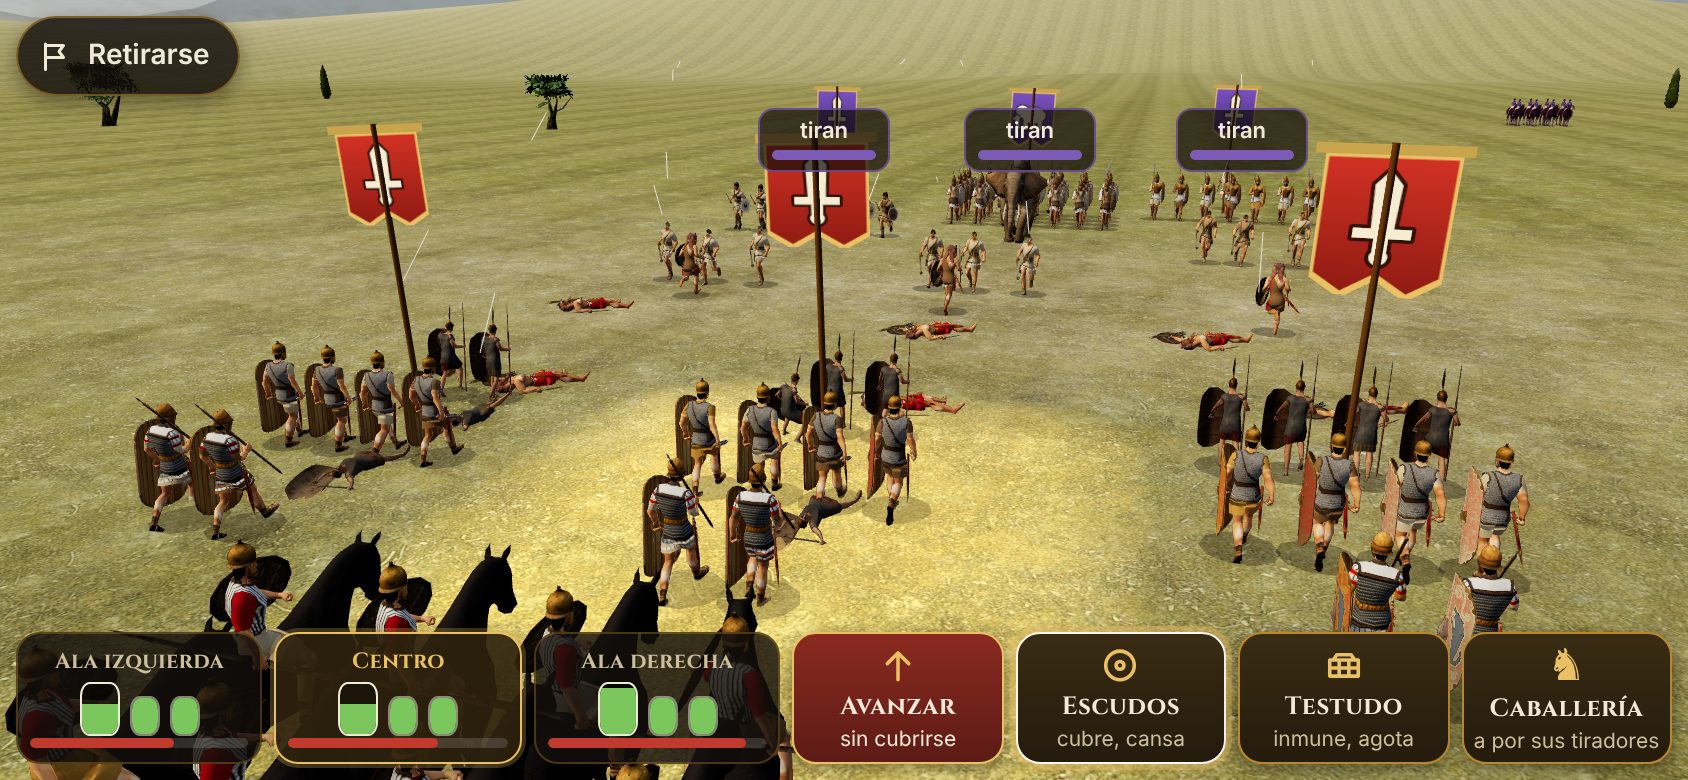 Retirarse
tiran
tiran
tiran
ALA IZQUIERDA
CENTRO
ALA DERECHA
AVANZAR
sin cubrirse
ESCUDOS
cubre, cansa
TESTUDO
inmune, agota
CABALLERÍA
a por sus tiradores